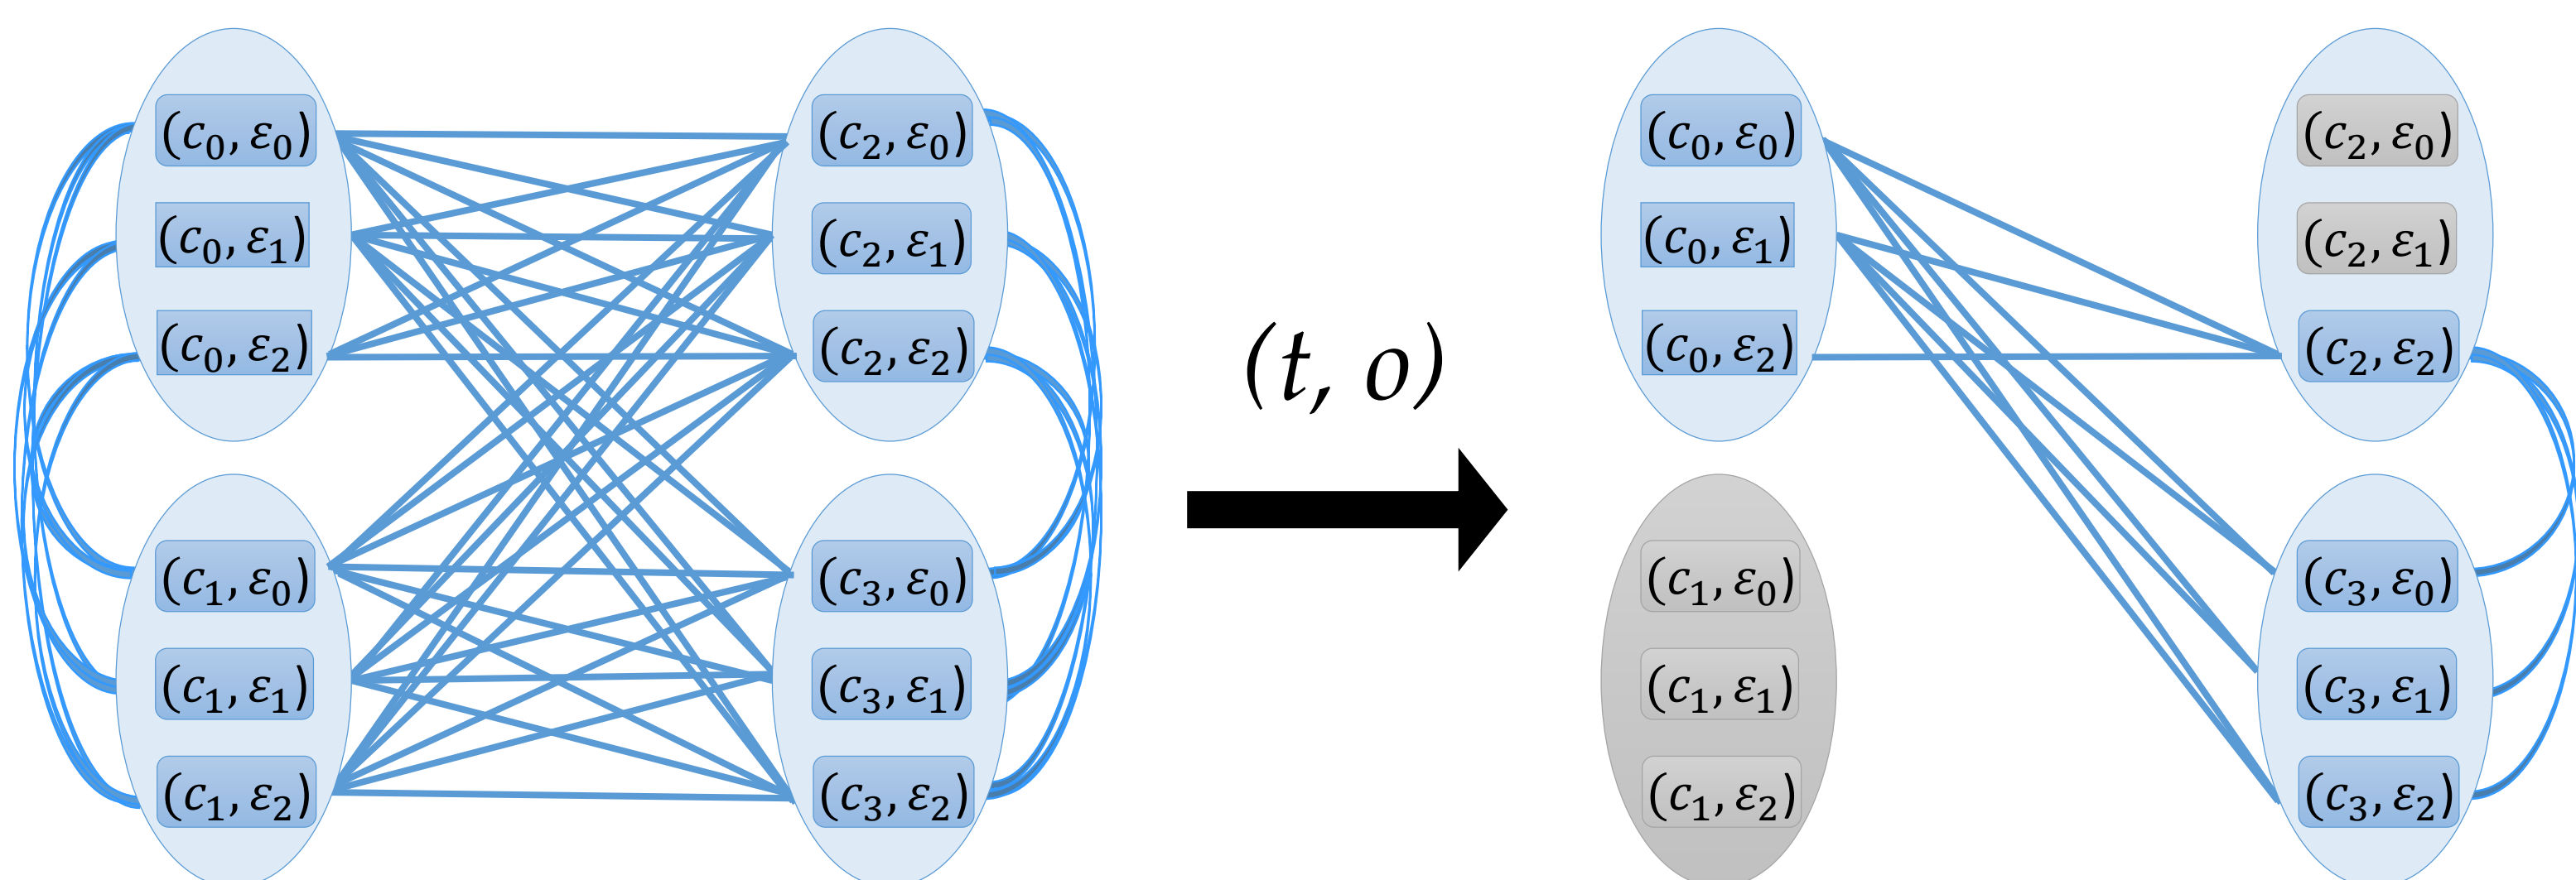 (c₀, ε₀)
(c₀, ε₁)
(c₀, ε₂)
(c₁, ε₀)
(c₁, ε₁)
(c₁, ε₂)
(c₂, ε₀)
(c₂, ε₁)
(c₂, ε₂)
(c₃, ε₀)
(c₃, ε₁)
(c₃, ε₂)
(t, o)
(c₀, ε₀)
(c₀, ε₁)
(c₀, ε₂)
(c₁, ε₀)
(c₁, ε₁)
(c₁, ε₂)
(c₂, ε₀)
(c₂, ε₁)
(c₂, ε₂)
(c₃, ε₀)
(c₃, ε₁)
(c₃, ε₂)